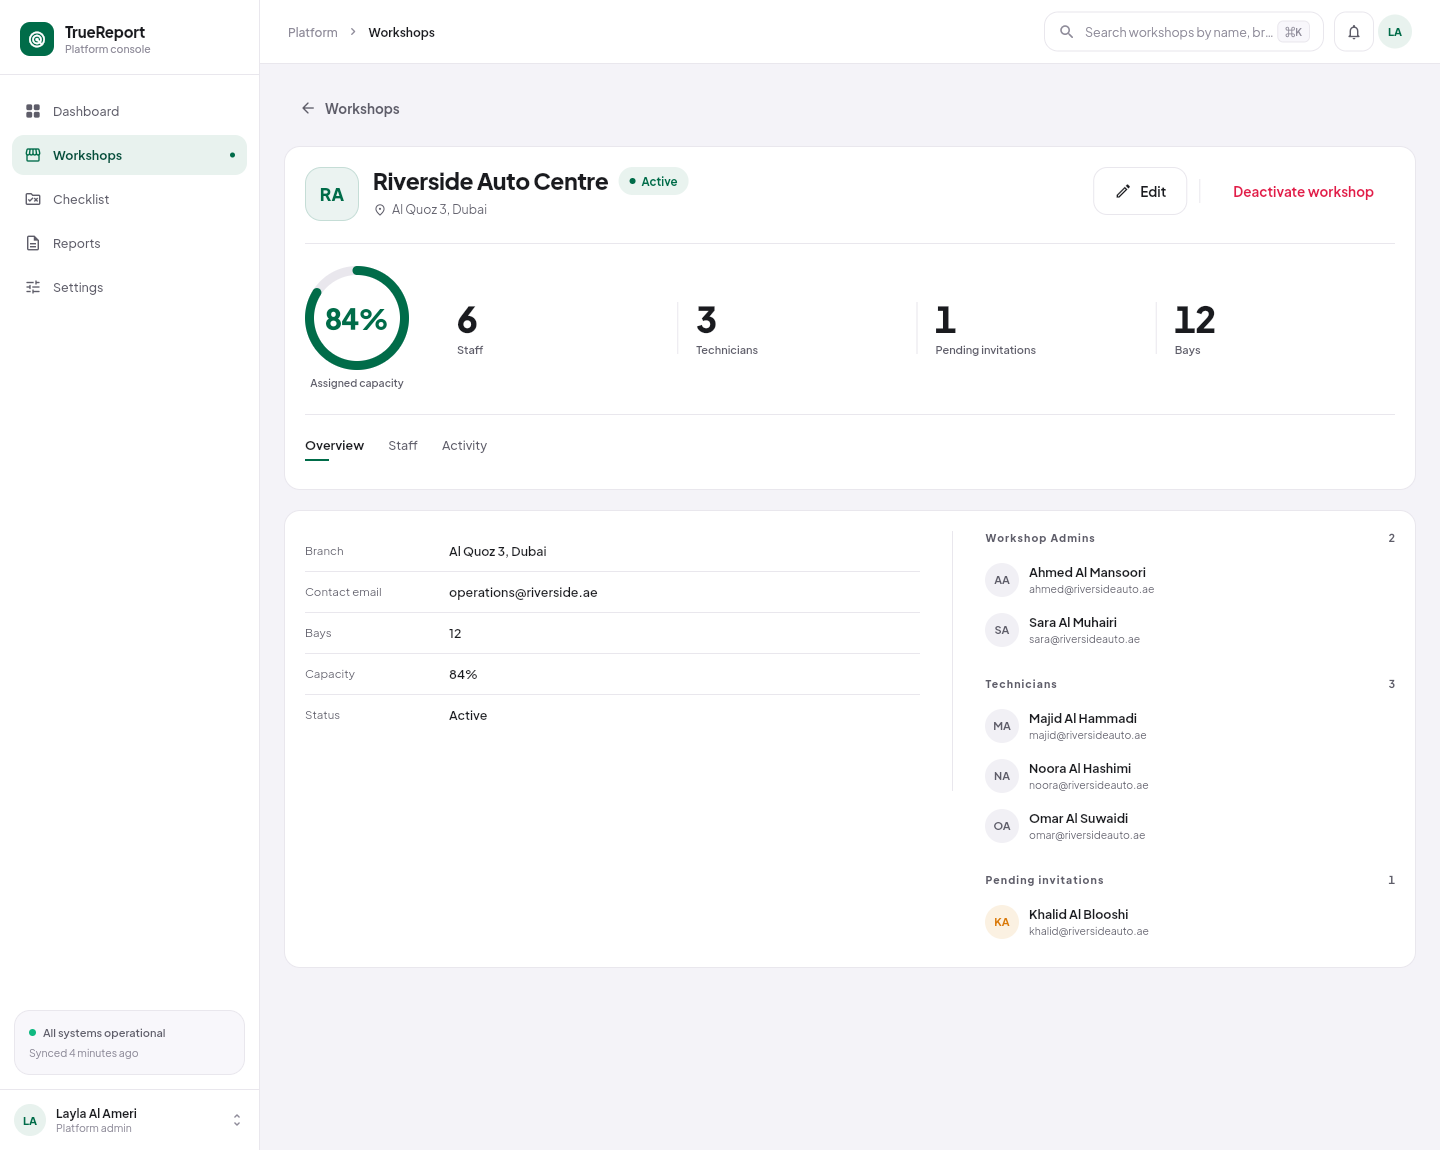 TrueReport
Platform console
Dashboard
Workshops
Checklist
Reports
Settings
All systems operational
Synced 4 minutes ago
LA
Layla Al Ameri
Platform admin
Platform > Workshops
Search workshops by name, br... ⌘K
LA
Workshops
RA
Riverside Auto Centre
Active
Al Quoz 3, Dubai
Edit
Deactivate workshop
84%
Assigned capacity
6
Staff
3
Technicians
1
Pending invitations
12
Bays
Overview Staff Activity
Branch Al Quoz 3, Dubai
Contact email operations@riverside.ae
Bays 12
Capacity 84%
Status Active
Workshop Admins 2
AA
Ahmed Al Mansoori
ahmed@riversideauto.ae
SA
Sara Al Muhairi
sara@riversideauto.ae
Technicians 3
MA
Majid Al Hammadi
majid@riversideauto.ae
NA
Noora Al Hashimi
noora@riversideauto.ae
OA
Omar Al Suwaidi
omar@riversideauto.ae
Pending invitations 1
KA
Khalid Al Blooshi
khalid@riversideauto.ae